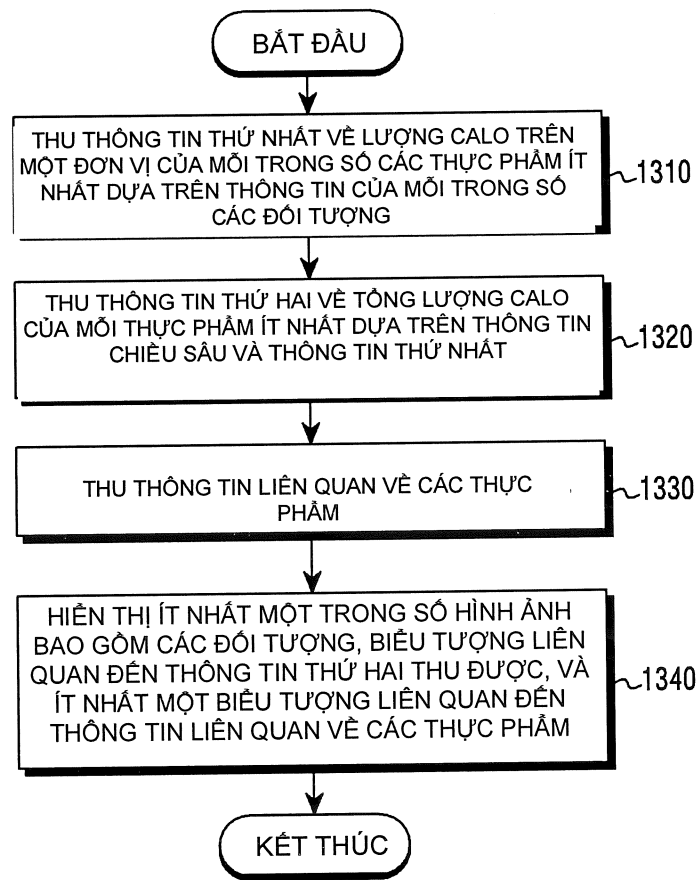 BẮT ĐẦU
THU THÔNG TIN THỨ NHẤT VỀ LƯỢNG CALO TRÊN
MỘT ĐƠN VỊ CỦA MỖI TRONG SỐ CÁC THỰC PHẨM ÍT
NHẤT DỰA TRÊN THÔNG TIN CỦA MỖI TRONG SỐ
CÁC ĐỐI TƯỢNG
1310
THU THÔNG TIN THỨ HAI VỀ TỔNG LƯỢNG CALO
CỦA MỖI THỰC PHẨM ÍT NHẤT DỰA TRÊN THÔNG TIN
CHIỀU SÂU VÀ THÔNG TIN THỨ NHẤT
1320
THU THÔNG TIN LIÊN QUAN VỀ CÁC THỰC
PHẨM
1330
HIỂN THỊ ÍT NHẤT MỘT TRONG SỐ HÌNH ẢNH
BAO GỒM CÁC ĐỐI TƯỢNG, BIỂU TƯỢNG LIÊN
QUAN ĐẾN THÔNG TIN THỨ HAI THU ĐƯỢC, VÀ
ÍT NHẤT MỘT BIỂU TƯỢNG LIÊN QUAN ĐẾN
THÔNG TIN LIÊN QUAN VỀ CÁC THỰC PHẨM
1340
KẾT THÚC